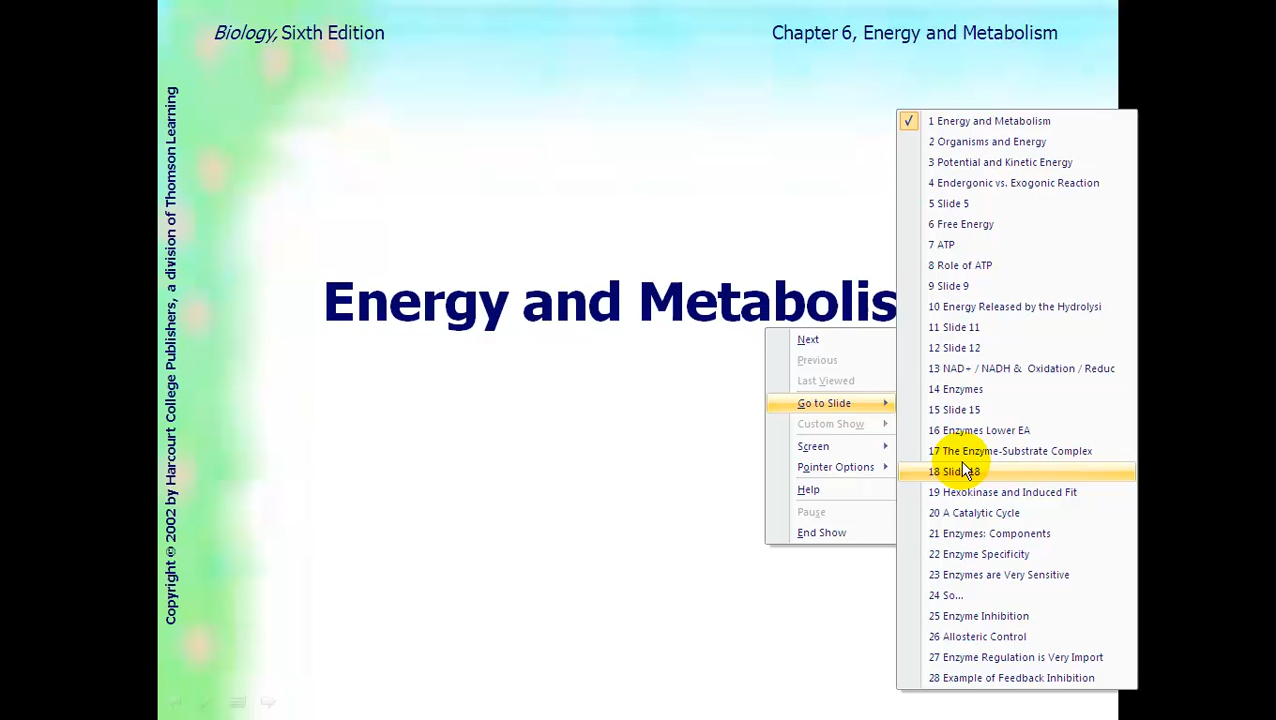 Biology, Sixth Edition
Chapter 6, Energy and Metabolism
Copyright © 2002 by Harcourt College Publishers, a division of Thomson Learning
Energy and Metabolis
Next
Previous
Last Viewed
Go to Slide
Custom Show
Screen
Pointer Options
Help
Pause
End Show
1 Energy and Metabolism
2 Organisms and Energy
3 Potential and Kinetic Energy
4 Endergonic vs. Exogonic Reaction
5 Slide 5
6 Free Energy
7 ATP
8 Role of ATP
9 Slide 9
10 Energy Released by the Hydrolysi
11 Slide 11
12 Slide 12
13 NAD+ / NADH & Oxidation / Reduc
14 Enzymes
15 Slide 15
16 Enzymes Lower EA
17 The Enzyme-Substrate Complex
18 Slide 18
19 Hexokinase and Induced Fit
20 A Catalytic Cycle
21 Enzymes: Components
22 Enzyme Specificity
23 Enzymes are Very Sensitive
24 So...
25 Enzyme Inhibition
26 Allosteric Control
27 Enzyme Regulation is Very Import
28 Example of Feedback Inhibition